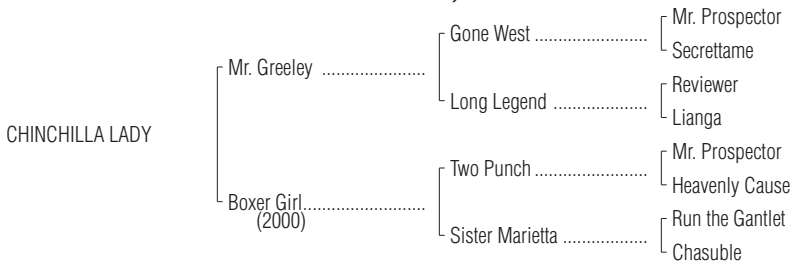 Mr. Prospector
Gone West ........................
Secrettame
Mr. Greeley ......................
Reviewer
Long Legend ....................
Lianga
CHINCHILLA LADY
Mr. Prospector
Two Punch ........................
Heavenly Cause
Boxer Girl..........................
(2000)
Run the Gantlet
Sister Marietta ..................
Chasuble